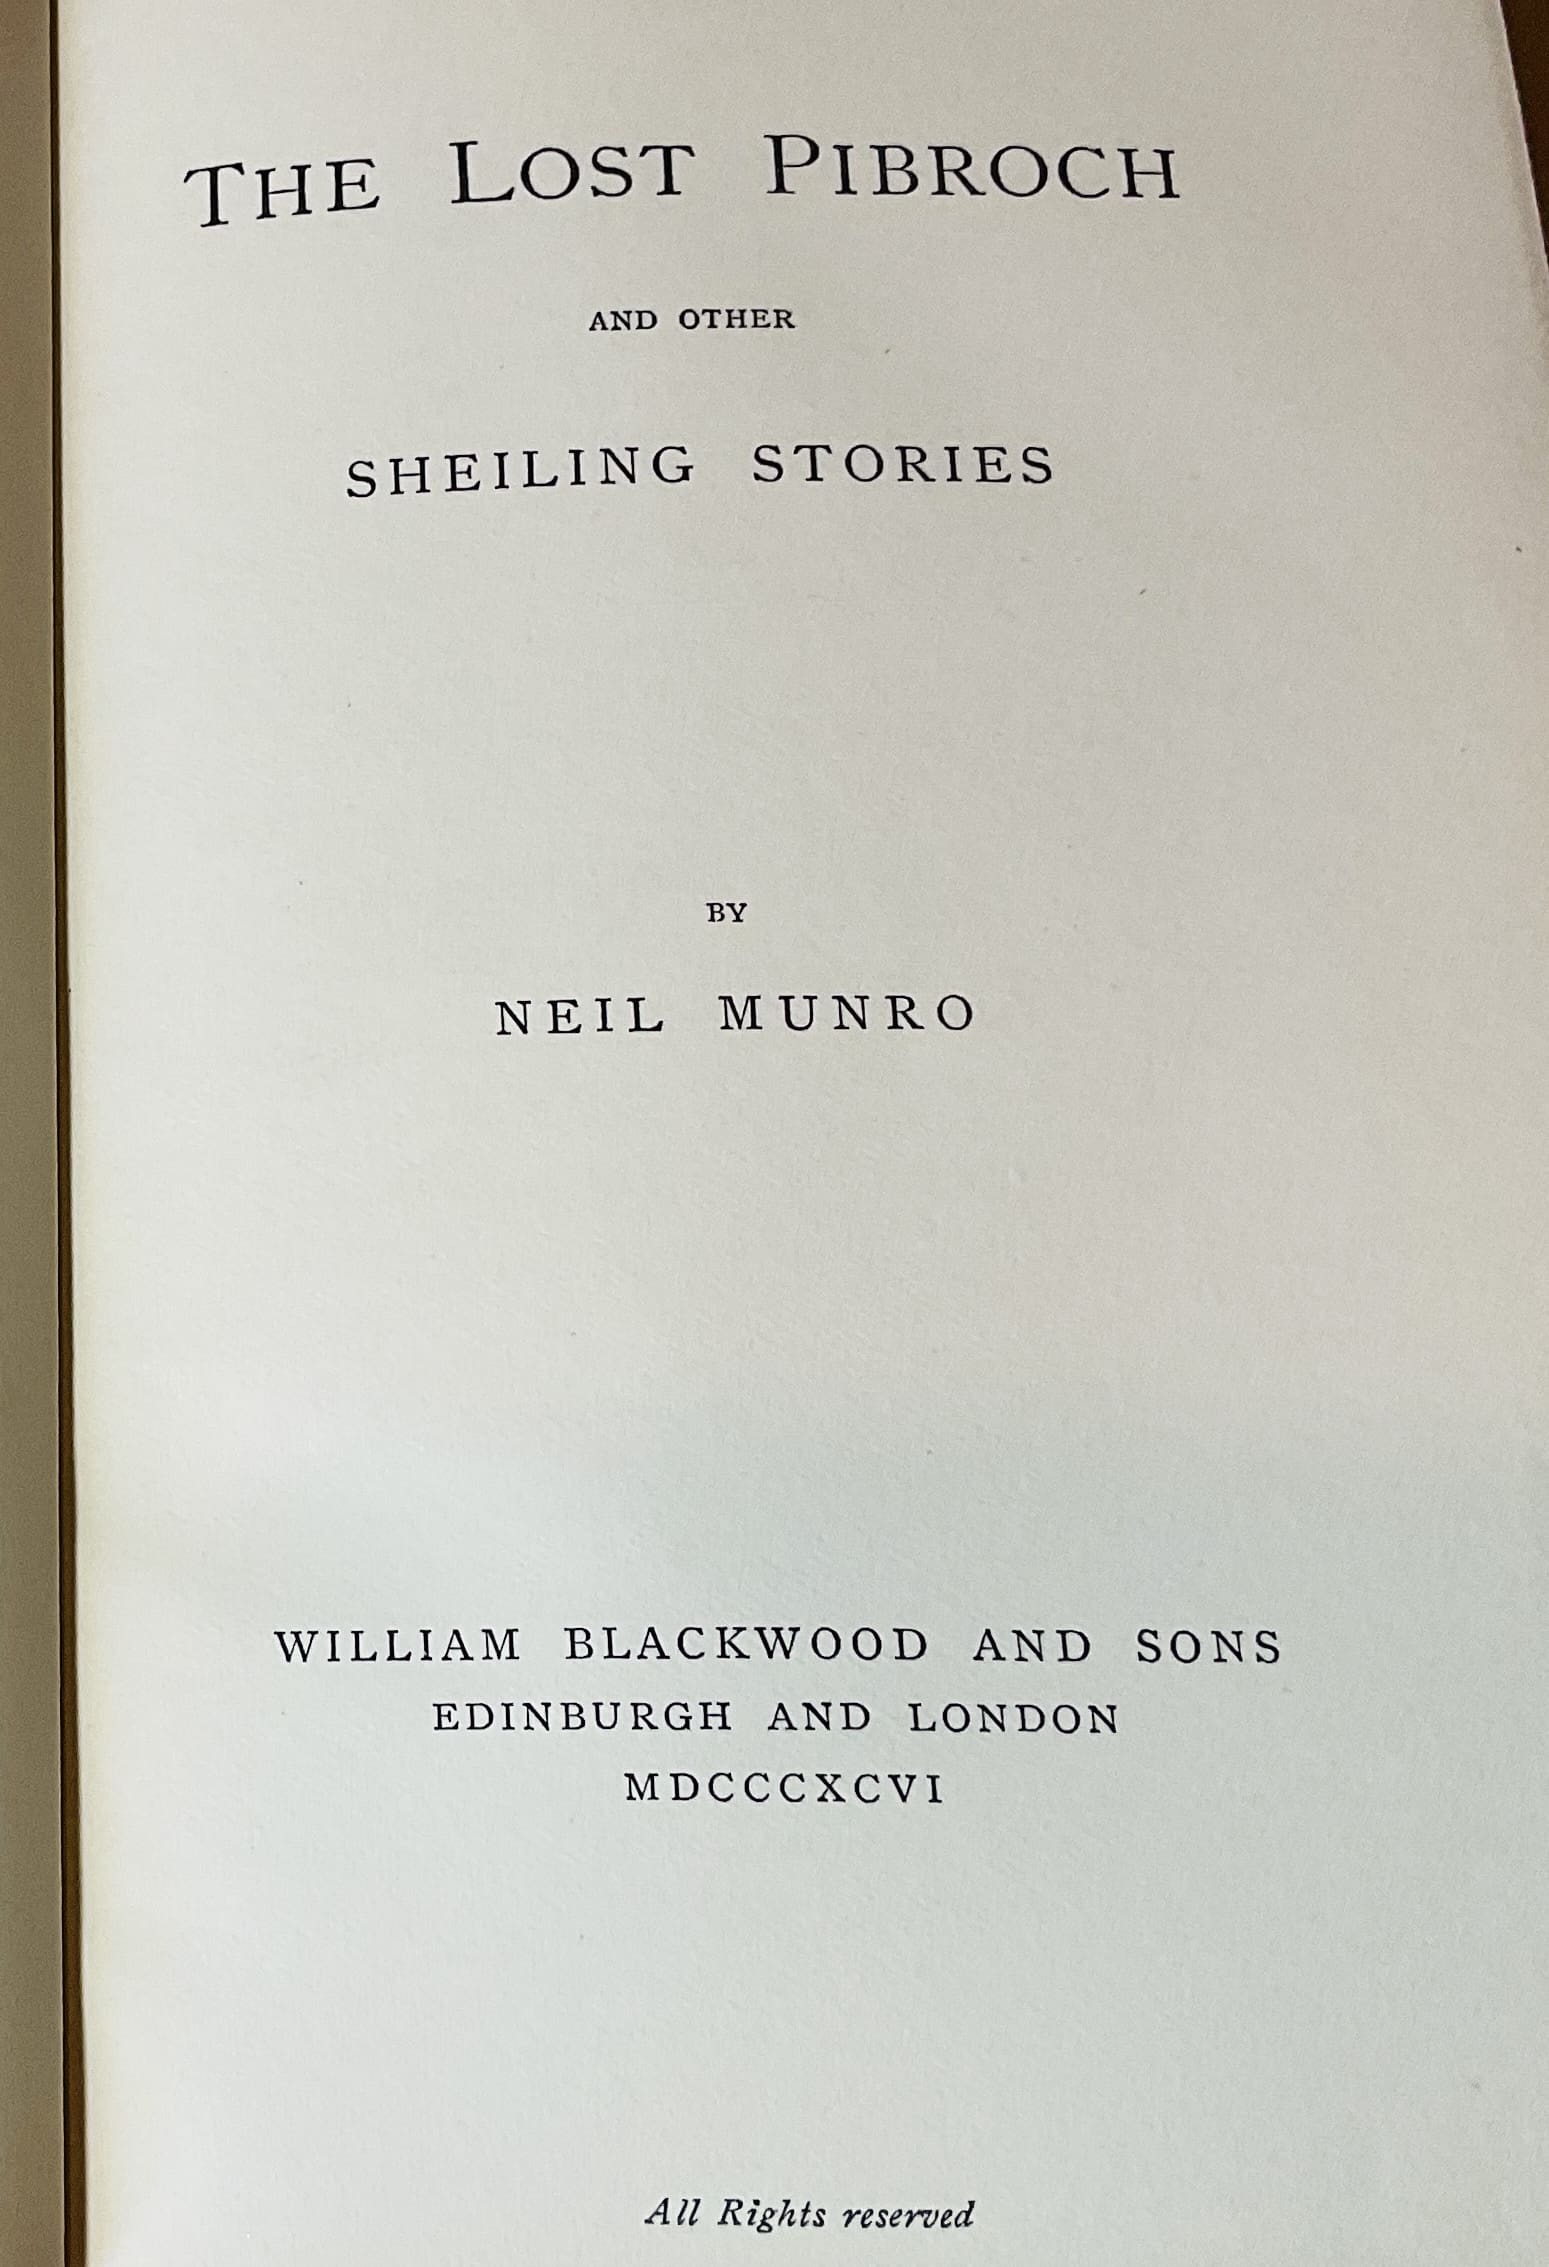 THE LOST PIBROCH
AND OTHER
SHEILING STORIES
BY
NEIL MUNRO
WILLIAM BLACKWOOD AND SONS
EDINBURGH AND LONDON
MDCCCXCVI
All Rights reserved